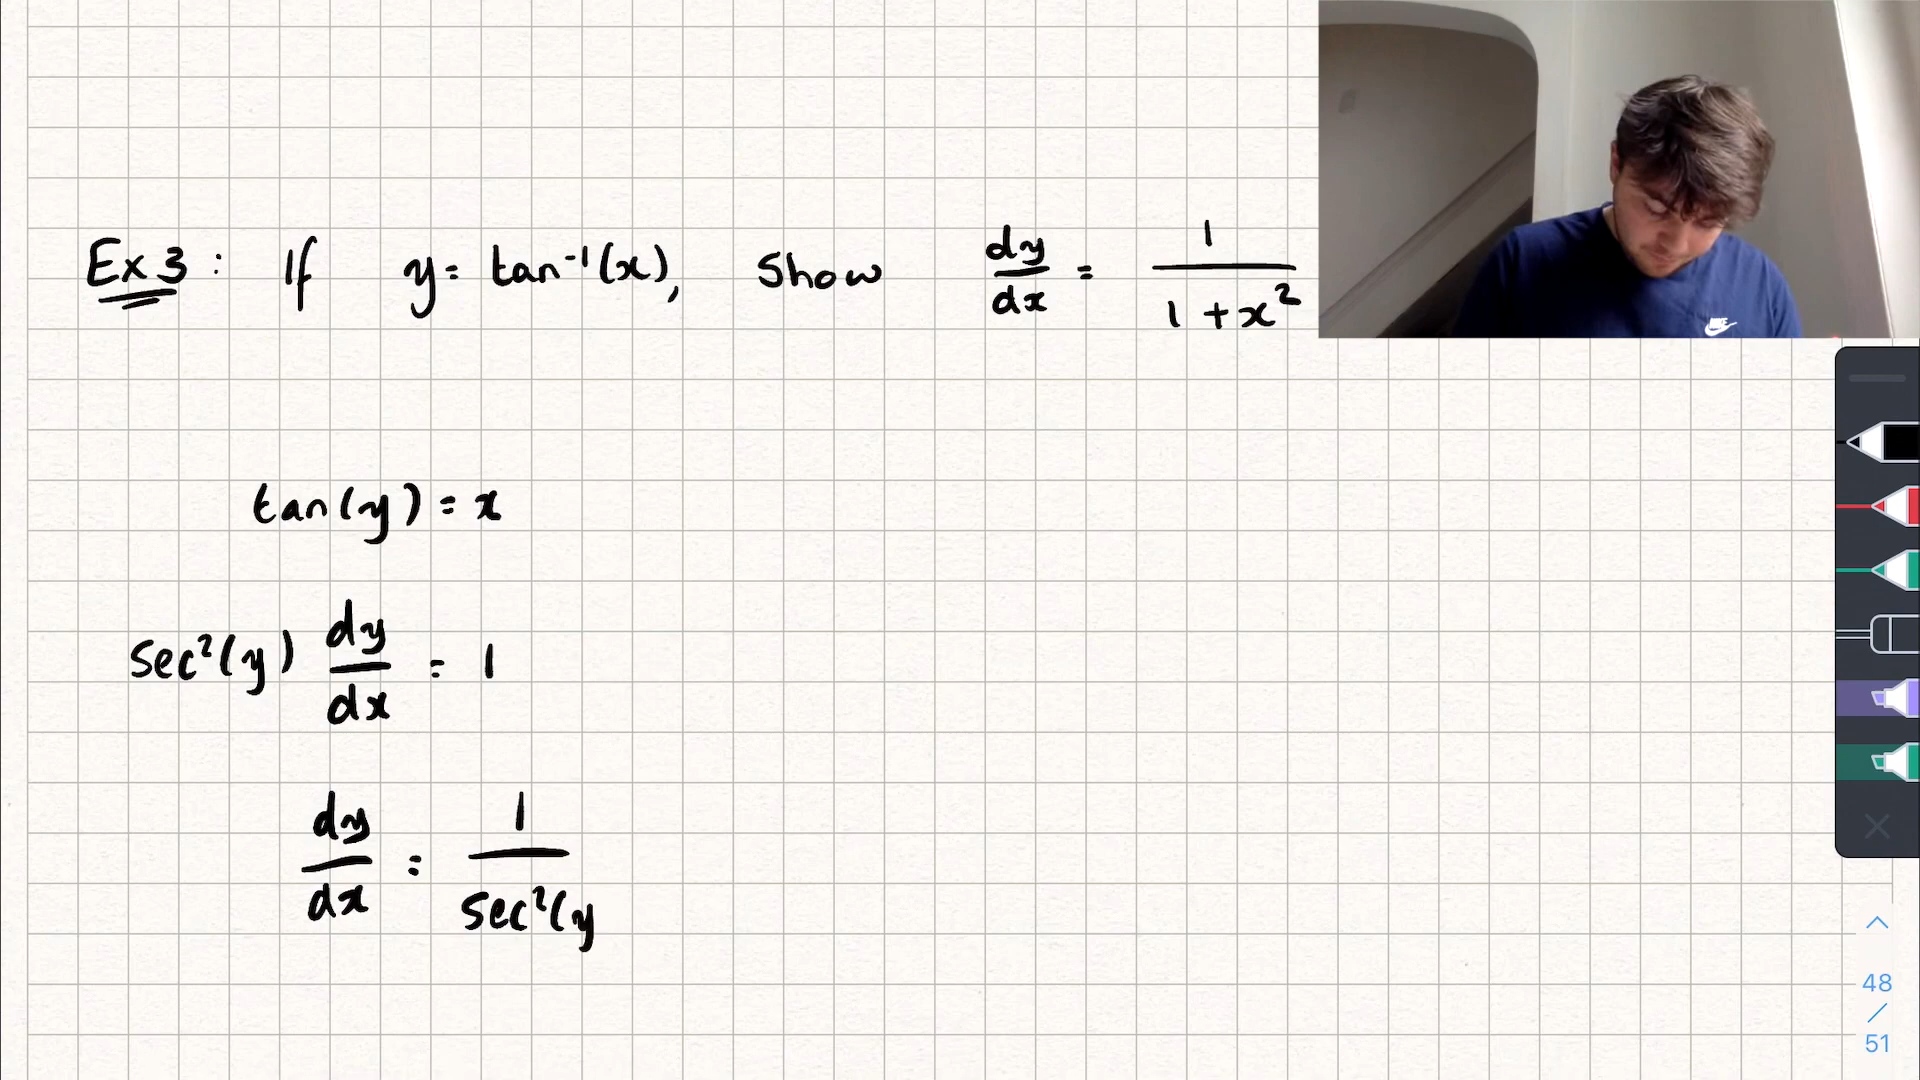 Ex 3 : If y = tan⁻¹(x), Show dy/dx = 1/(1 + x²)
tan(y) = x
sec²(y) dy/dx = 1
dy/dx = 1/sec²(y
48
/
51